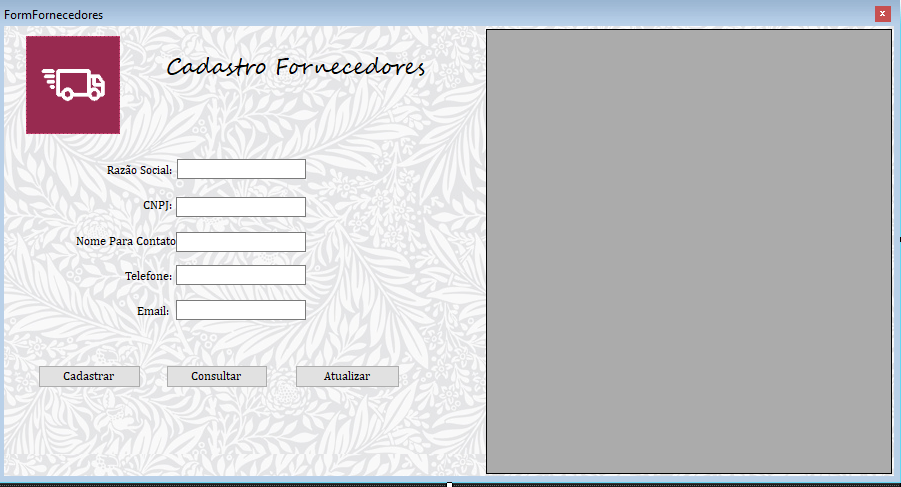 FormFornecedores
x
Cadastro Fornecedores
Razão Social:
CNPJ:
Nome Para Contato
Telefone:
Email:
Cadastrar Consultar Atualizar